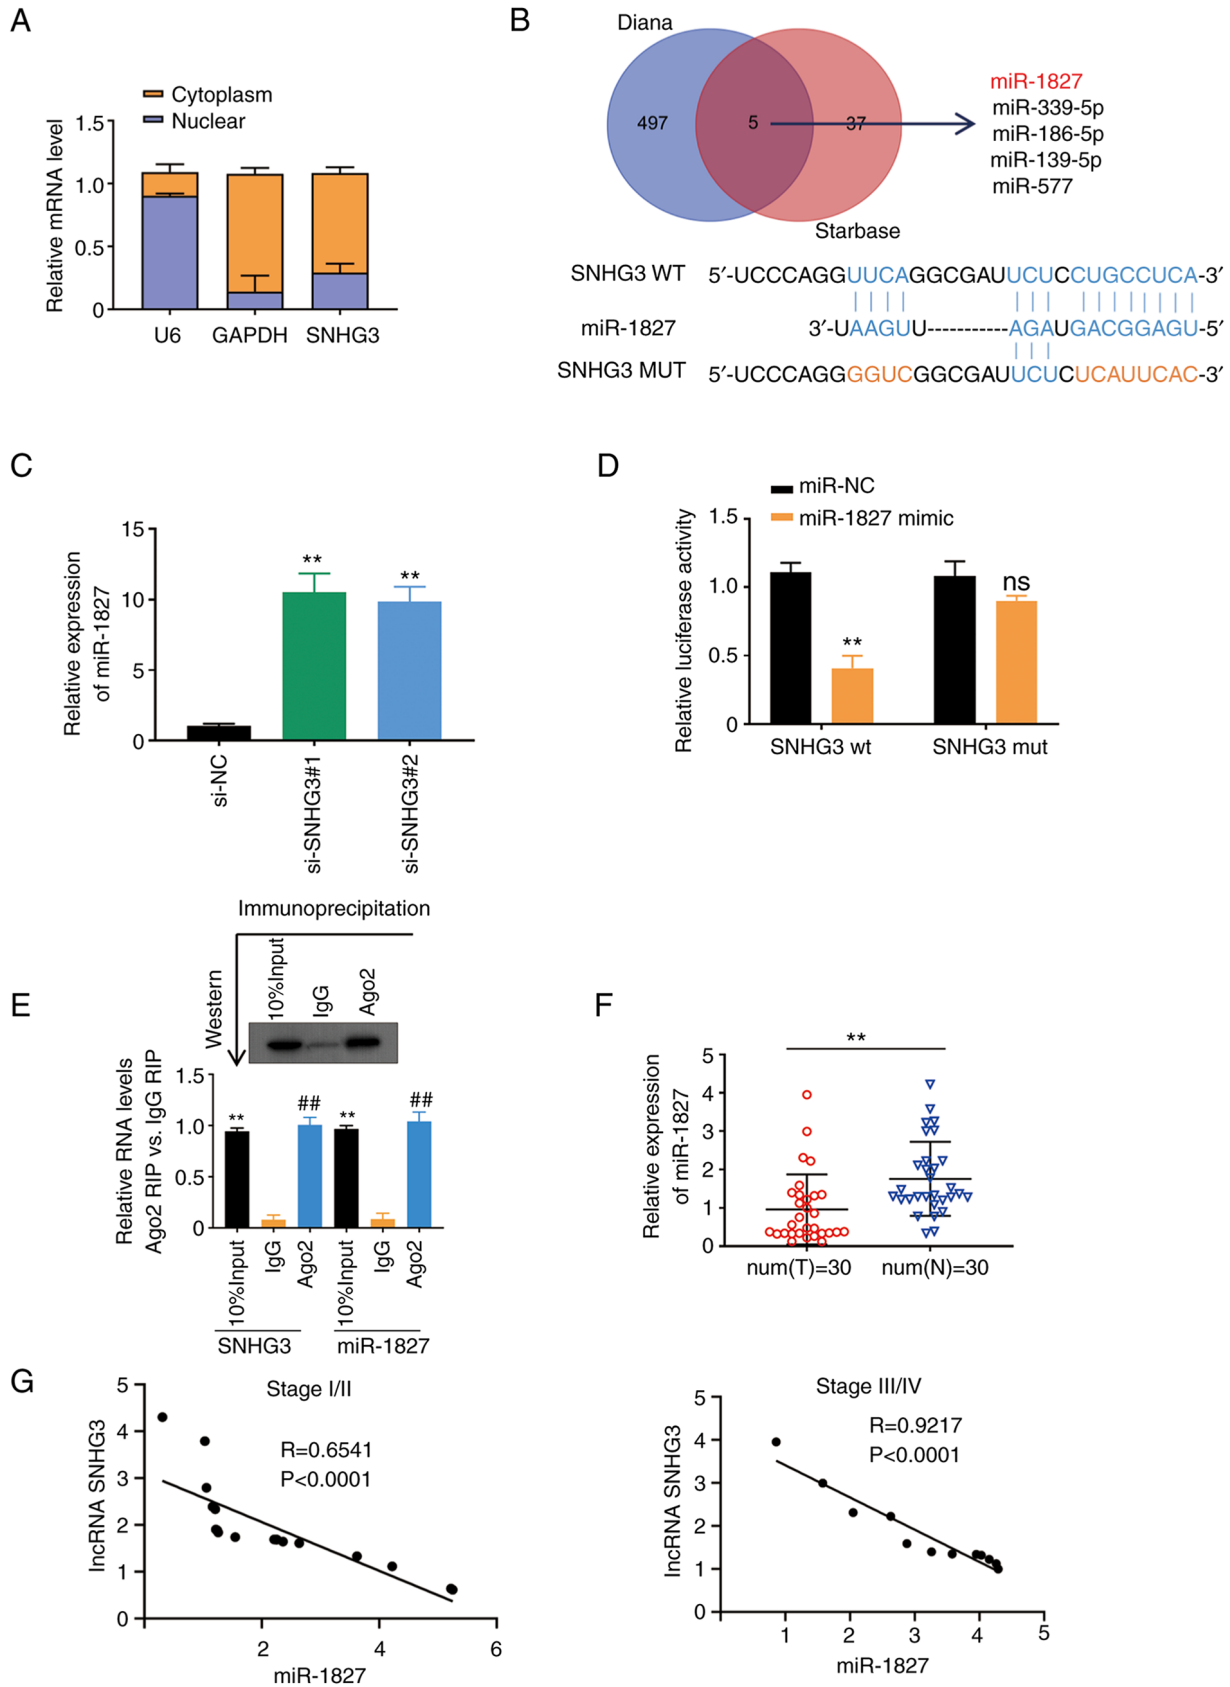 A
Cytoplasm
Nuclear
Relative mRNA level
1.5
1.0
0.5
0
U6
GAPDH
SNHG3
B
Diana
497
5
37
Starbase
miR-1827
miR-339-5p
miR-186-5p
miR-139-5p
miR-577
SNHG3 WT 5′-UCCCAGGUUCAGGCGAUUCUCCUGCCUCA-3′
miR-1827 3′-UAAGUU----------AGAUGACGGAGU-5′
SNHG3 MUT 5′-UCCCAGGGGUCGGCGAUUCUCUCAUUCAC-3′
C
Relative expression
of miR-1827
15
10
5
0
**
**
si-NC
si-SNHG3#1
si-SNHG3#2
D
miR-NC
miR-1827 mimic
Relative luciferase activity
1.5
1.0
0.5
0
**
ns
SNHG3 wt
SNHG3 mut
E
Immunoprecipitation
Western
10%Input
IgG
Ago2
Relative RNA levels
Ago2 RIP vs. IgG RIP
1.5
1.0
0.5
0
**
##
**
##
10%Input
IgG
Ago2
10%Input
IgG
Ago2
SNHG3
miR-1827
F
Relative expression
of miR-1827
5
4
3
2
1
0
**
num(T)=30
num(N)=30
G
Stage I/II
R=0.6541
P<0.0001
lncRNA SNHG3
5
4
3
2
1
0
2
4
6
miR-1827
Stage III/IV
R=0.9217
P<0.0001
lncRNA SNHG3
5
4
3
2
1
0
1
2
3
4
5
miR-1827